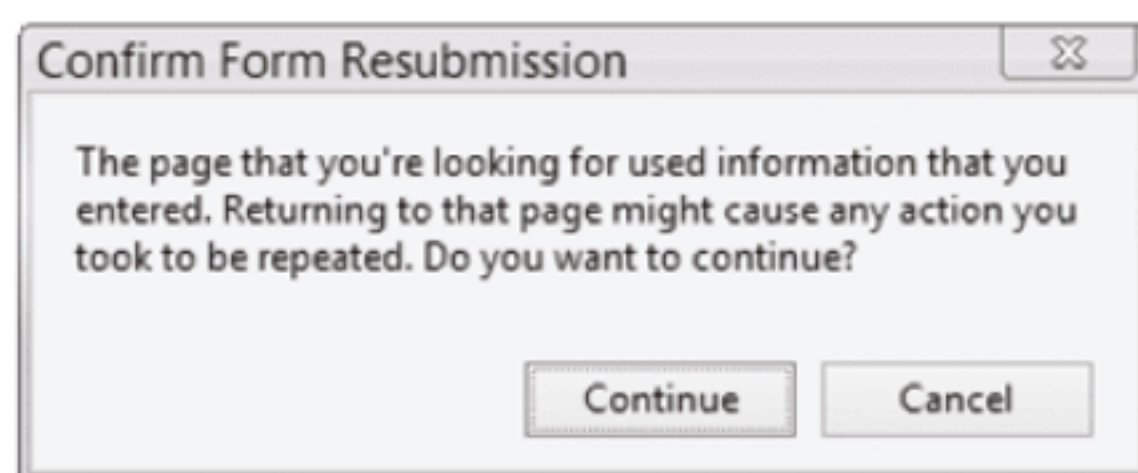 Confirm Form Resubmission
The page that you're looking for used information that you
entered. Returning to that page might cause any action you
took to be repeated. Do you want to continue?
Continue Cancel